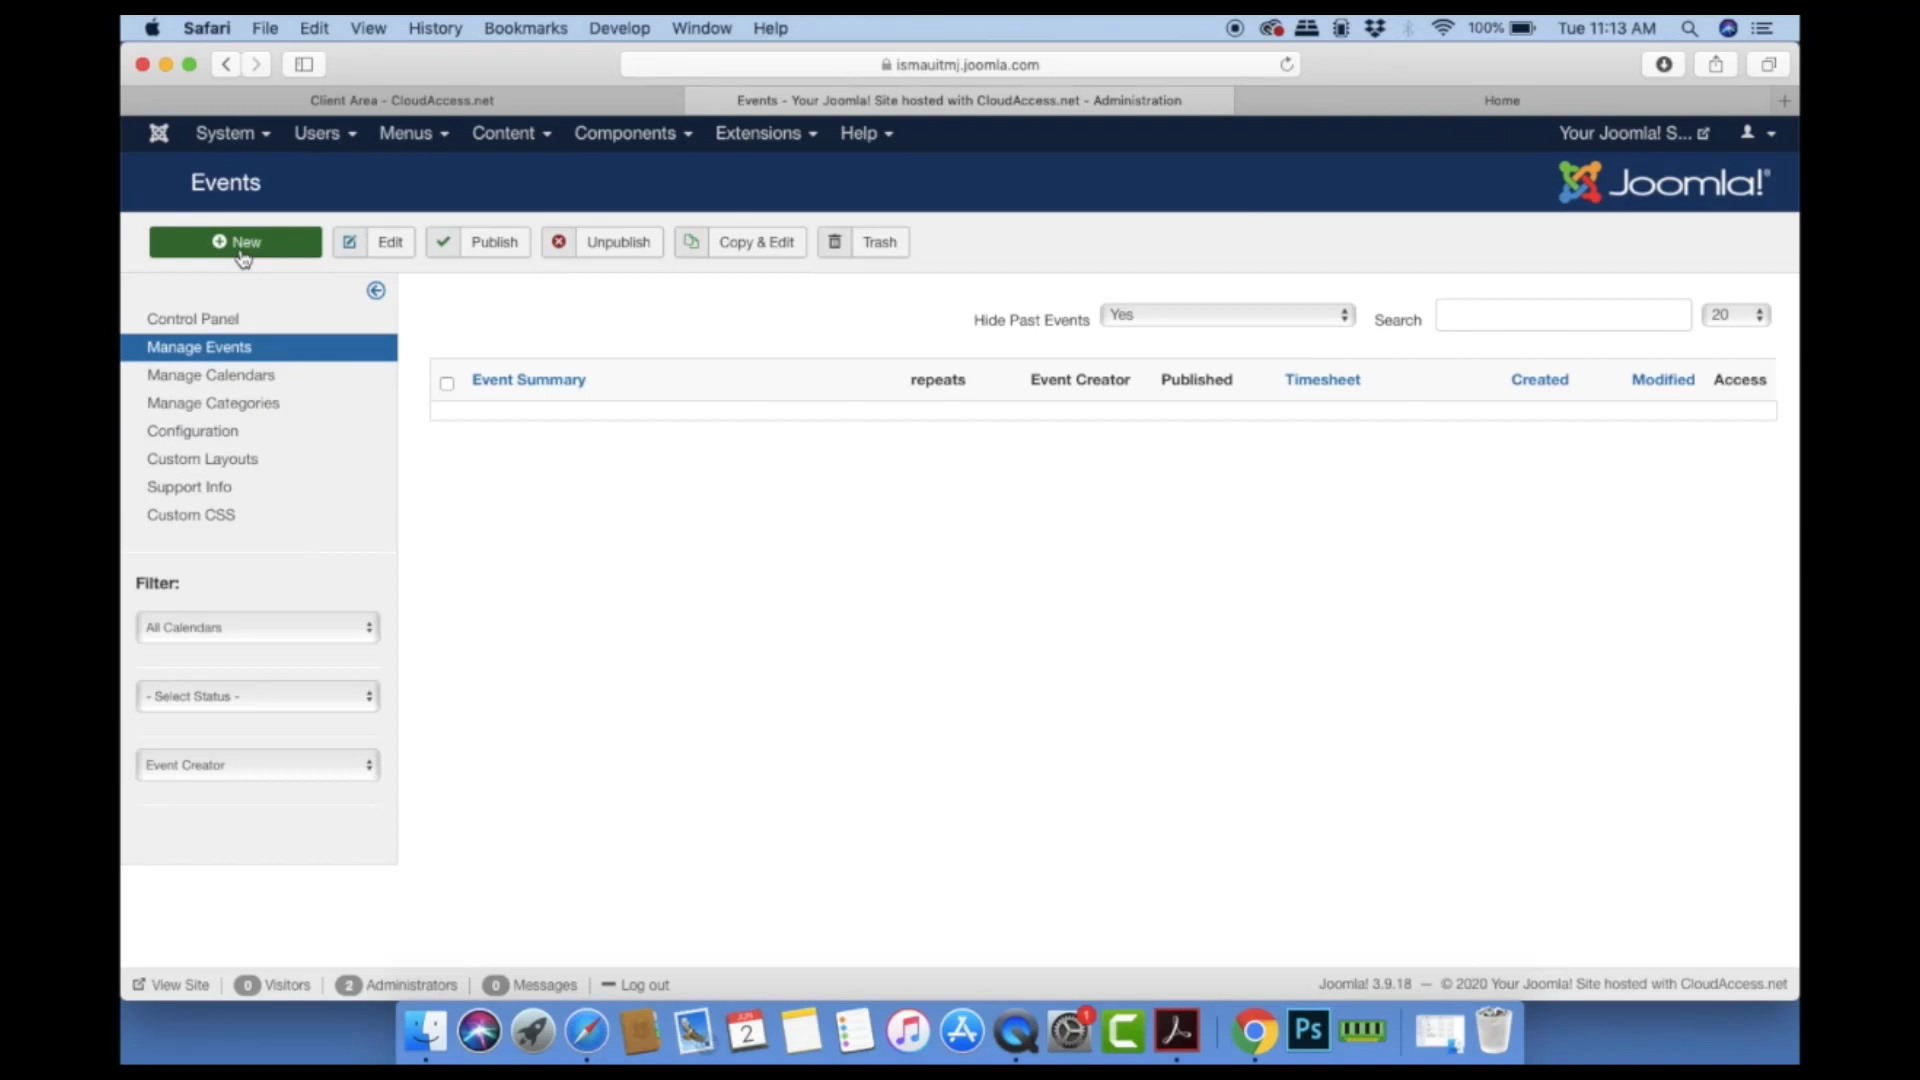 Safari File Edit View History Bookmarks Develop Window Help 100% Tue 11:13 AM
ismauitmj.joomla.com
Client Area - CloudAccess.net Events - Your Joomla! Site hosted with CloudAccess.net - Administration Home
System Users Menus Content Components Extensions Help Your Joomla! S...
Events Joomla!®
New Edit Publish Unpublish Copy & Edit Trash
Control Panel
Manage Events
Manage Calendars
Manage Categories
Configuration
Custom Layouts
Support Info
Custom CSS
Filter:
All Calendars
- Select Status -
Event Creator
Hide Past Events Yes Search 20
Event Summary repeats Event Creator Published Timesheet Created Modified Access
View Site 0 Visitors 2 Administrators 0 Messages Log out Joomla! 3.9.18 — © 2020 Your Joomla! Site hosted with CloudAccess.net
JUN
2
1
Ps